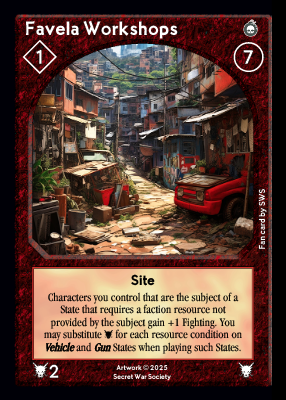 Favela Workshops
1
7
Fan card by SWS
Site
Characters you control that are the subject of a
State that requires a faction resource not
provided by the subject gain +1 Fighting. You
may substitute for each resource condition on
Vehicle and Gun States when playing such States.
2
Artwork © 2025
Secret War Society